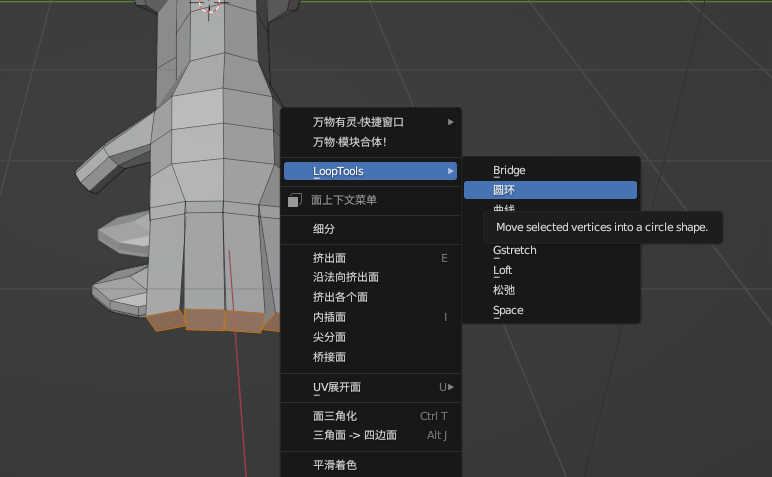 万物有灵-快捷窗口
万物·模块合体!
LoopTools
面上下文菜单
细分
挤出面 E
沿法向挤出面
挤出各个面
内插面 I
尖分面
桥接面
UV展开面 U
面三角化 Ctrl T
三角面 -> 四边面 Alt J
平滑着色
Bridge
圆环
曲线
Move selected vertices into a circle shape.
Gstretch
Loft
松弛
Space